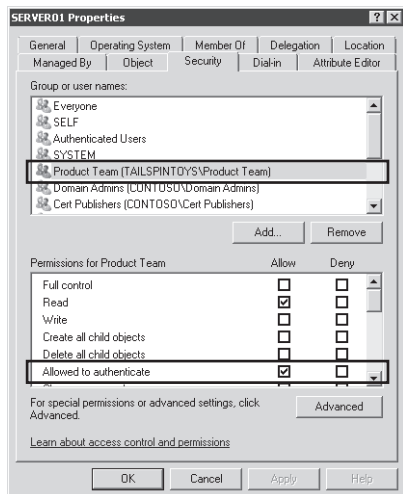 SERVER01 Properties
General Operating System Member Of Delegation Location
Managed By Object Security Dial-in Attribute Editor
Group or user names:
Everyone
SELF
Authenticated Users
SYSTEM
Product Team (TAILSPINTOYS\Product Team)
Domain Admins (CONTOSO\Domain Admins)
Cert Publishers (CONTOSO\Cert Publishers)
Add... Remove
Permissions for Product Team Allow Deny
Full control
Read
Write
Create all child objects
Delete all child objects
Allowed to authenticate
For special permissions or advanced settings, click
Advanced.
Advanced
Learn about access control and permissions
OK Cancel Apply Help